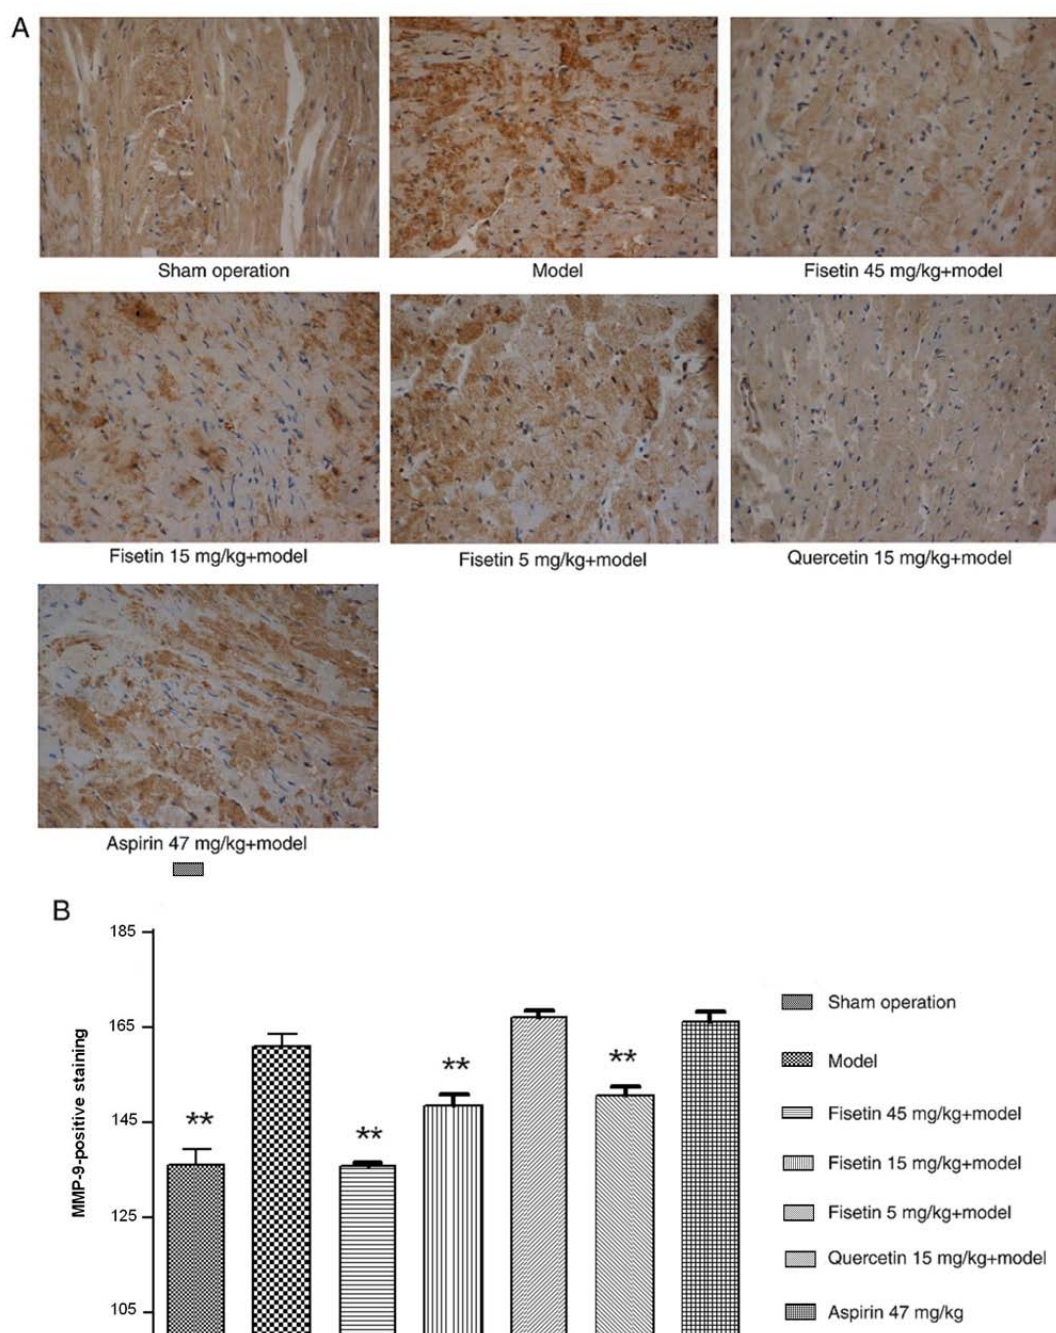 A
Sham operation
Model
Fisetin 45 mg/kg+model
Fisetin 15 mg/kg+model
Fisetin 5 mg/kg+model
Quercetin 15 mg/kg+model
Aspirin 47 mg/kg+model
B
MMP-9-positive staining
185
165
145
125
105
**
**
**
**
Sham operation
Model
Fisetin 45 mg/kg+model
Fisetin 15 mg/kg+model
Fisetin 5 mg/kg+model
Quercetin 15 mg/kg+model
Aspirin 47 mg/kg